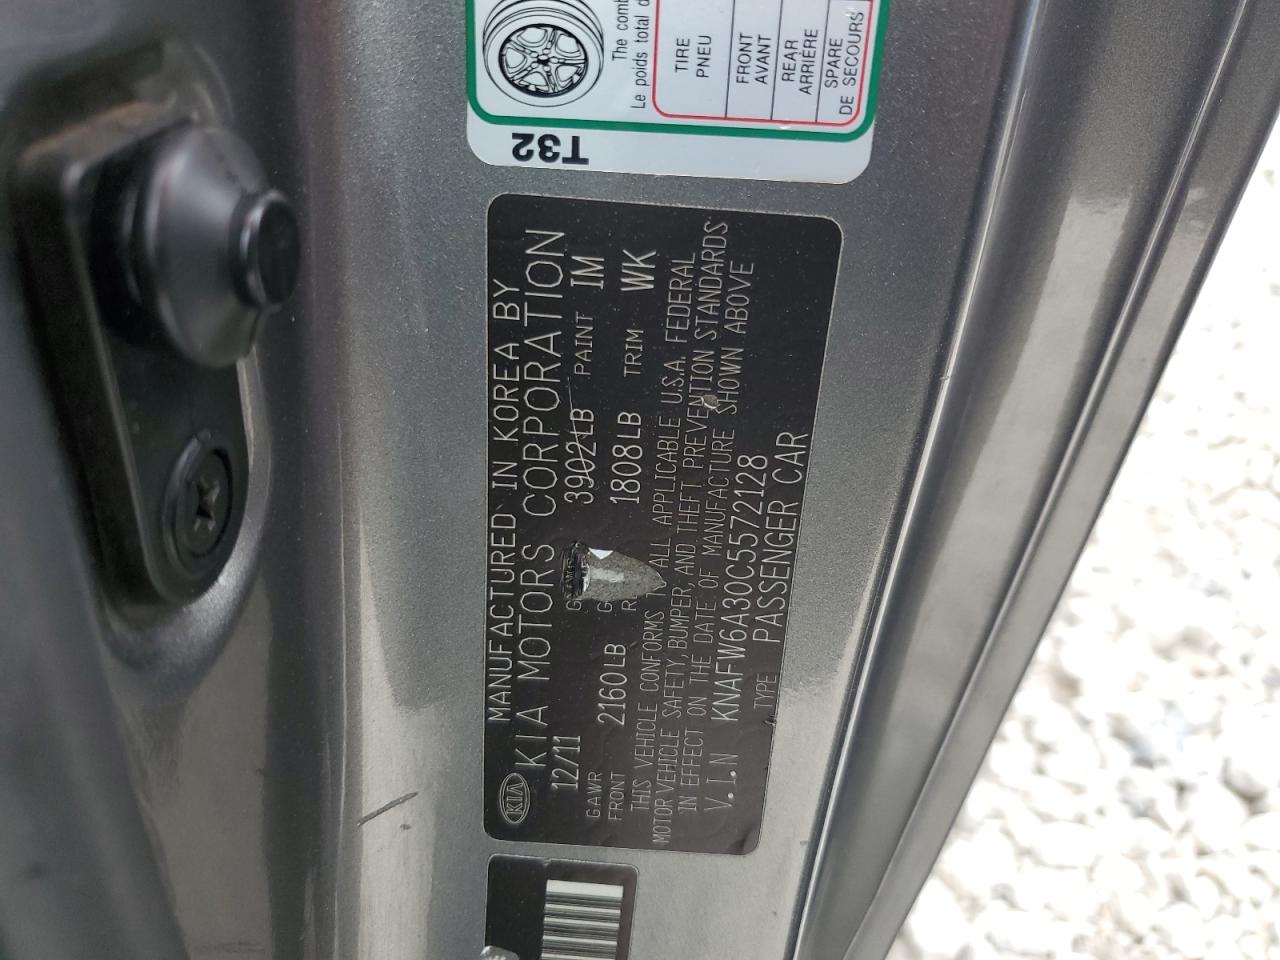 The comb
Le poids total d
TIRE
PNEU
FRONT
AVANT
REAR
ARRIÈRE
SPARE
DE SECOURS
T32
MANUFACTURED IN KOREA BY
KIA KIA MOTORS CORPORATION
12/11 G 3902LB PAINT IM
GAWR G
FRONT 2160LB R 1808LB TRIM WK
THIS VEHICLE CONFORMS ALL APPLICABLE U.S.A. FEDERAL
MOTOR VEHICLE SAFETY, BUMPER, AND THEFT PREVENTION STANDARDS
IN EFFECT ON THE DATE OF MANUFACTURE SHOWN ABOVE
V.I.N KNAFW6A30C5572128
TYPE PASSENGER CAR